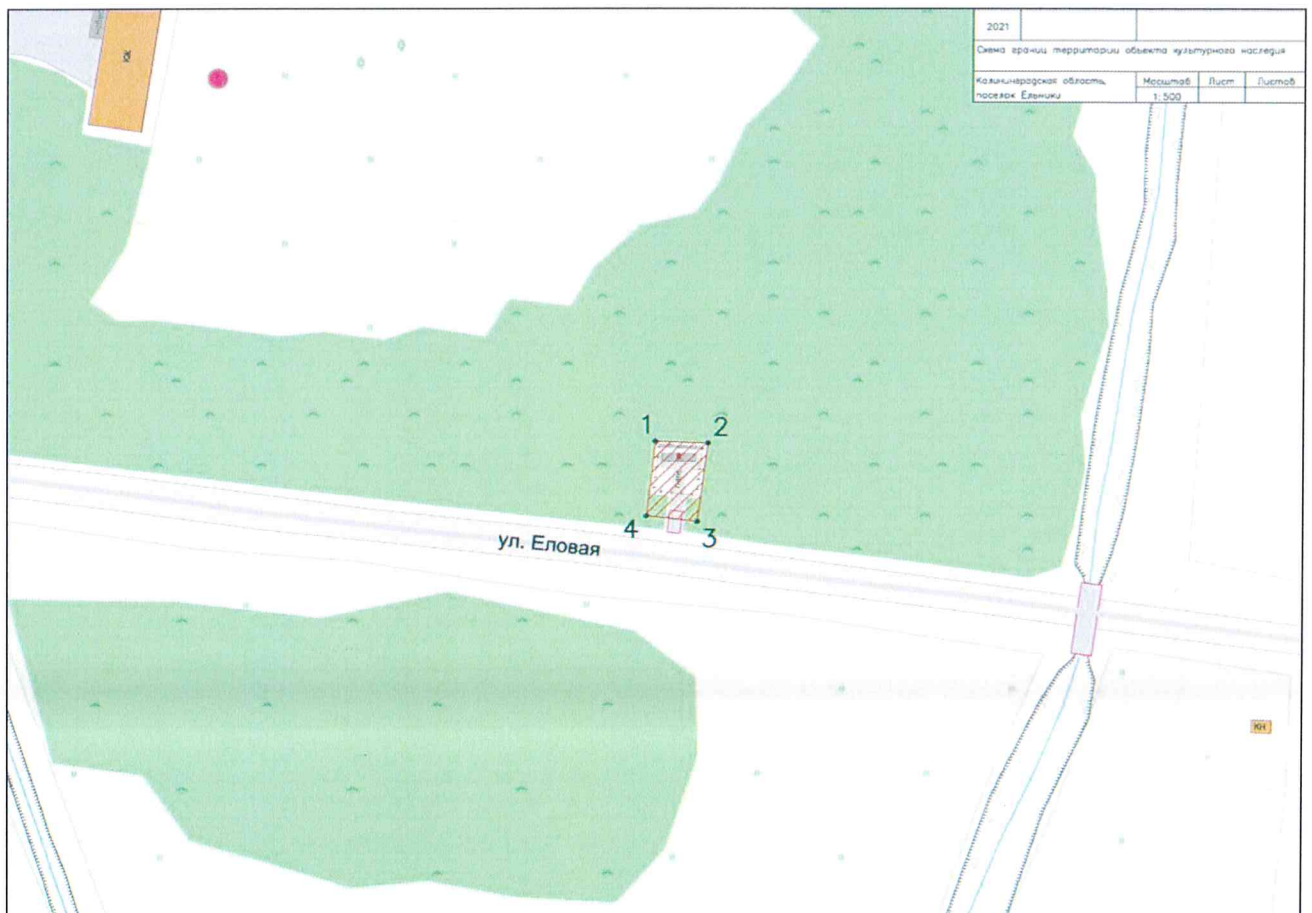 2021
Схема границ территории объекта культурного наследия
Калининградская область,
поселок Ельники
Масштаб
Лист
Листов
1:500
КЖ
1
2
4
3
ул. Еловая
КН